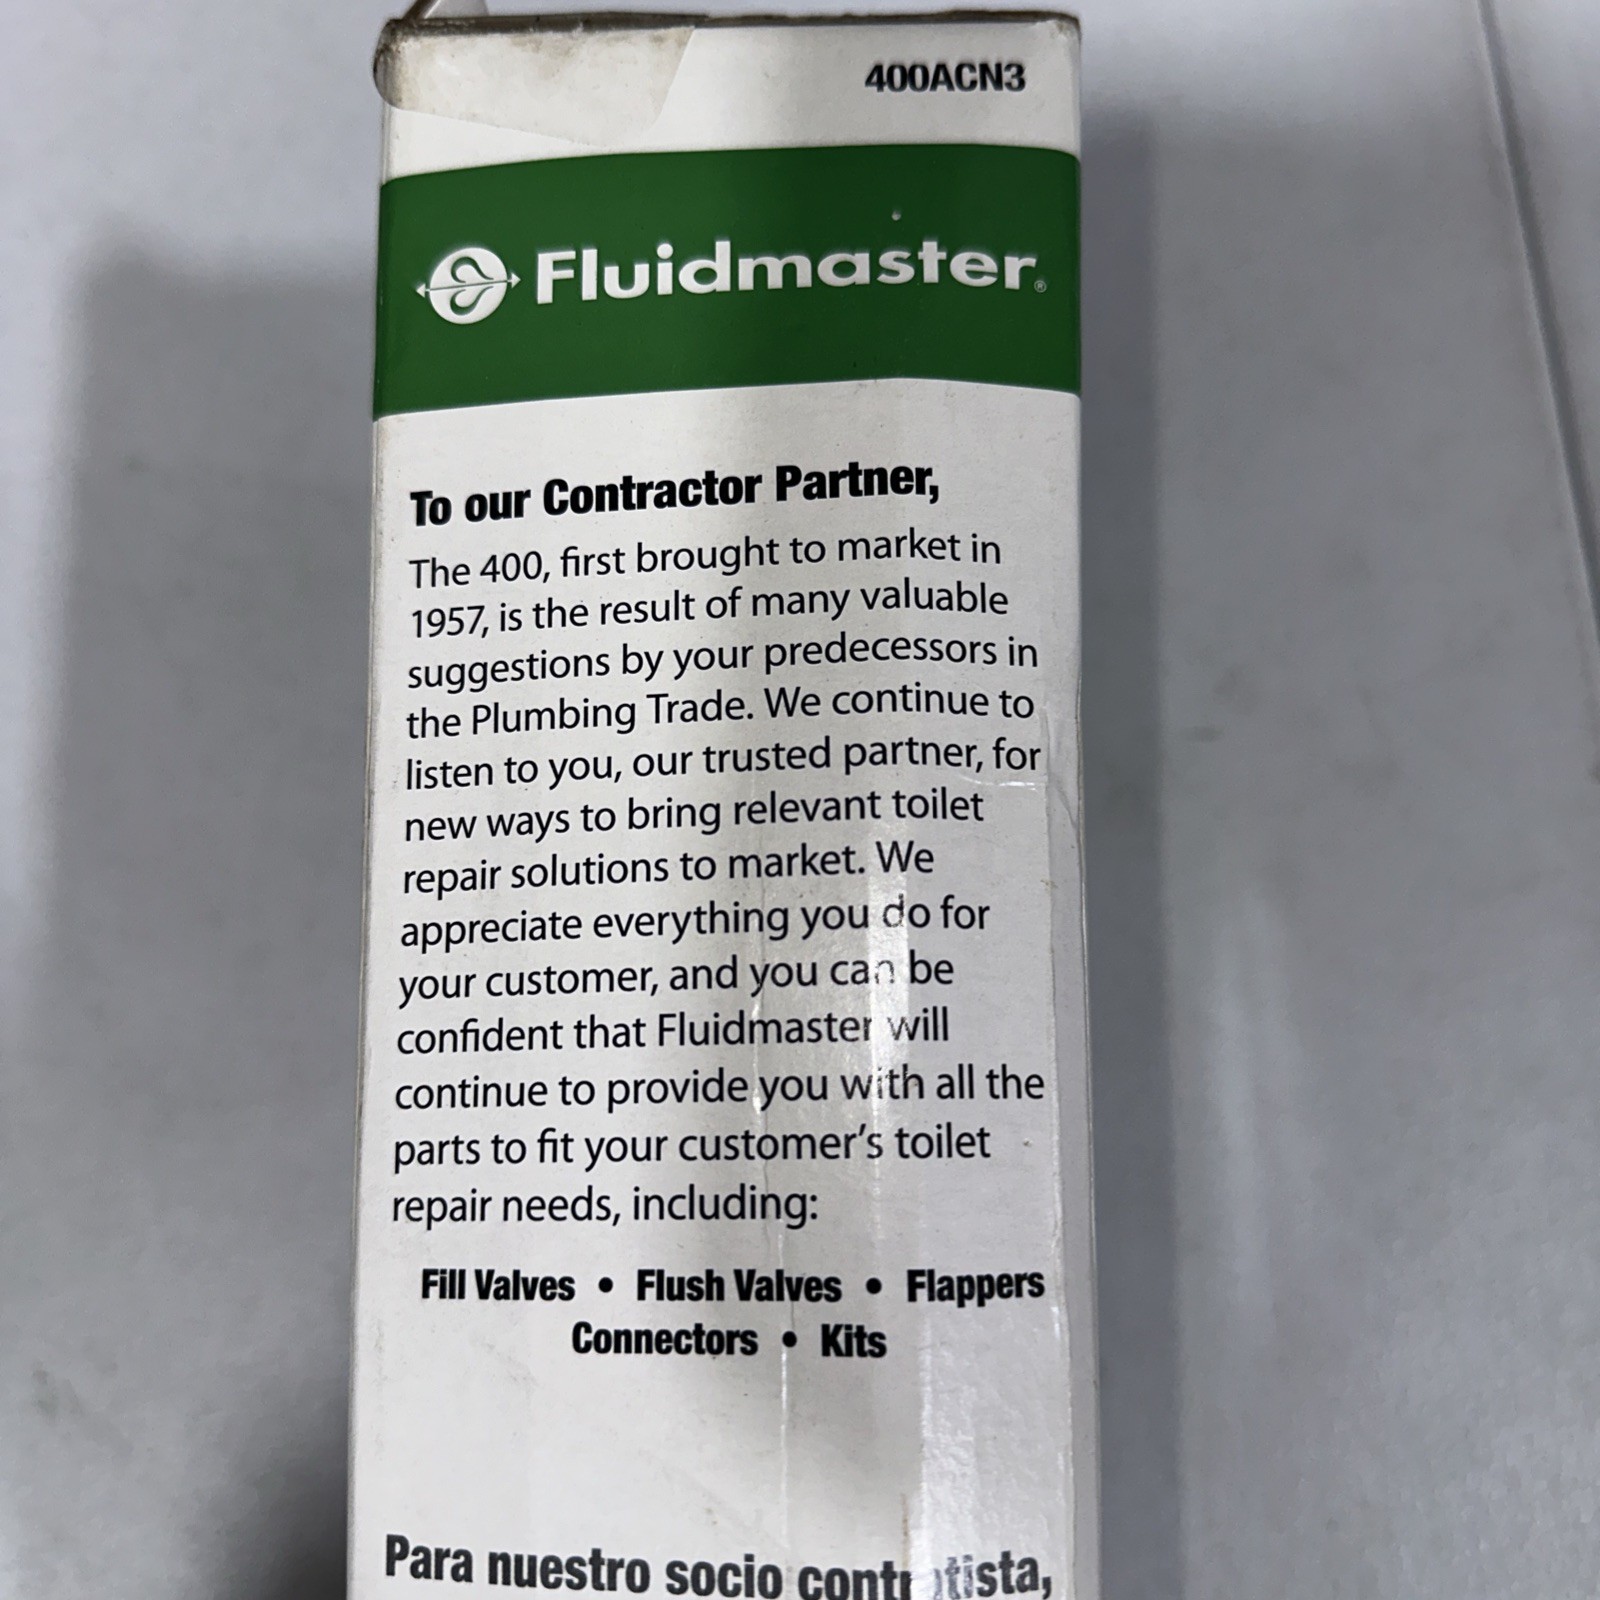 400ACN3
Fluidmaster®
To our Contractor Partner,
The 400, first brought to market in
1957, is the result of many valuable
suggestions by your predecessors in
the Plumbing Trade. We continue to
listen to you, our trusted partner, for
new ways to bring relevant toilet
repair solutions to market. We
appreciate everything you do for
your customer, and you can be
confident that Fluidmaster will
continue to provide you with all the
parts to fit your customer’s toilet
repair needs, including:
Fill Valves • Flush Valves • Flappers
Connectors • Kits
Para nuestro socio contratista,